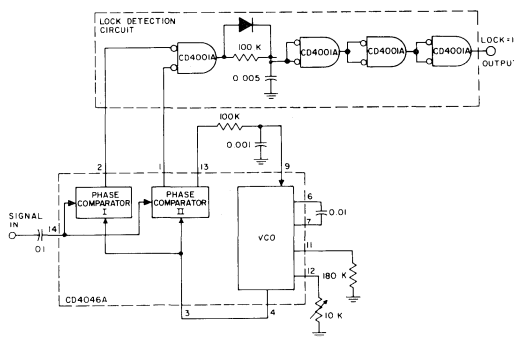 LOCK DETECTION
CIRCUIT
100 K
CD4001A
CD4001A
CD4001A
CD4001A
LOCK=1
OUTPUT
0.005
100K
0.001
2
1
13
9
PHASE
COMPARATOR
I
PHASE
COMPARATOR
II
VCO
6
0.01
7
SIGNAL
IN
14
01
11
180 K
12
10 K
CD4046A
3
4